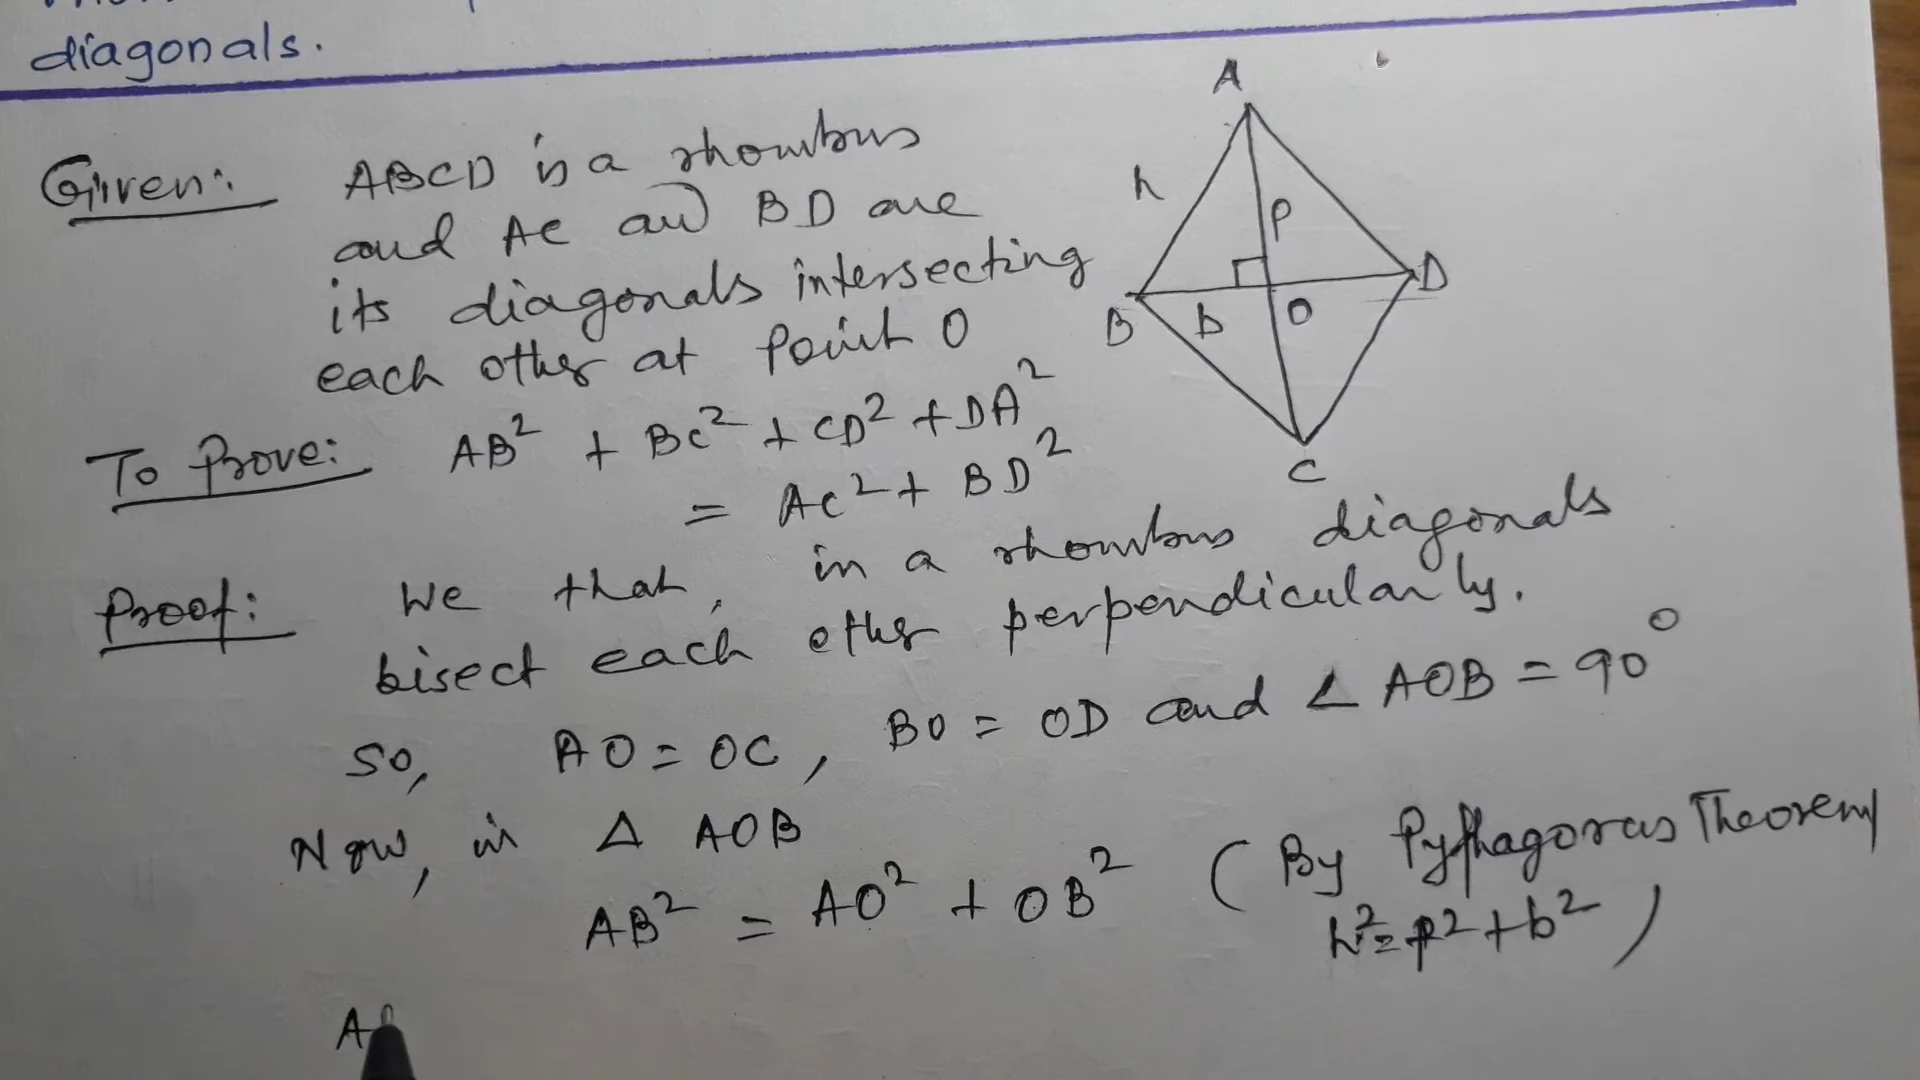 diagonals.
Given: ABCD is a rhombus
and AC and BD are
its diagonals intersecting
each other at point O
To Prove: AB² + BC² + CD² + DA²
= AC² + BD²
Proof: We that, in a rhombus diagonals
bisect each other perpendicularly.
So, AO = OC, BO = OD and ∠AOB = 90°
Now, in △ AOB
AB² = AO² + OB² (By Pythagoras Theorem
h² = p² + b²)
A
A
h
P
B
b
O
D
C